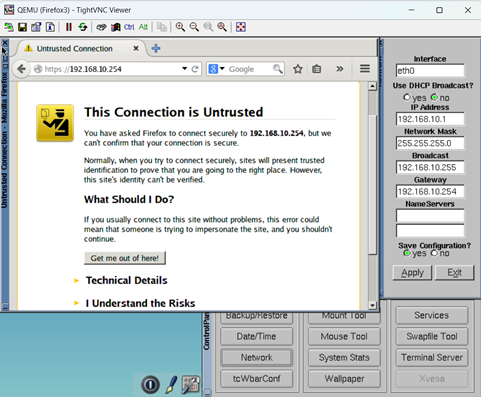 QEMU (Firefox3) - TightVNC Viewer
Ctrl Alt
Untrusted Connection - Mozilla Firefox
Untrusted Connection
https://192.168.10.254
Google
This Connection is Untrusted
You have asked Firefox to connect securely to 192.168.10.254, but we
can't confirm that your connection is secure.
Normally, when you try to connect securely, sites will present trusted
identification to prove that you are going to the right place. However,
this site's identity can't be verified.
What Should I Do?
If you usually connect to this site without problems, this error could
mean that someone is trying to impersonate the site, and you shouldn't
continue.
Get me out of here!
Technical Details
I Understand the Risks
Interface
eth0
Use DHCP Broadcast?
yes no
IP Address
192.168.10.1
Network Mask
255.255.255.0
Broadcast
192.168.10.255
Gateway
192.168.10.254
NameServers
Save Configuration?
yes no
Apply Exit
ControlPan
Backup/Restore Mount Tool Services
Date/Time Mouse Tool Swapfile Tool
Network System Stats Terminal Server
tcWbarConf Wallpaper Xvesa